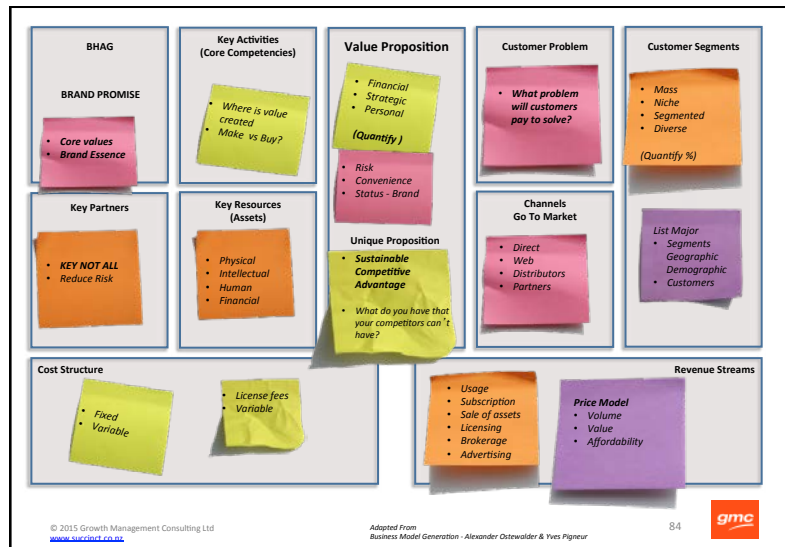 BHAG
BRAND PROMISE
• Core values
• Brand Essence
Key Activities
(Core Competencies)
• Where is value
created
• Make vs Buy?
Value Proposition
• Financial
• Strategic
• Personal
(Quantify )
• Risk
• Convenience
• Status - Brand
Customer Problem
• What problem
will customers
pay to solve?
Customer Segments
• Mass
• Niche
• Segmented
• Diverse
(Quantify %)
Key Partners
• KEY NOT ALL
• Reduce Risk
Key Resources
(Assets)
• Physical
• Intellectual
• Human
• Financial
Unique Proposition
• Sustainable
Competitive
Advantage
• What do you have that
your competitors can't
have?
Channels
Go To Market
• Direct
• Web
• Distributors
• Partners
List Major
• Segments
Geographic
Demographic
• Customers
Cost Structure
• Fixed
• Variable
• License fees
• Variable
Revenue Streams
• Usage
• Subscription
• Sale of assets
• Licensing
• Brokerage
• Advertising
Price Model
• Volume
• Value
• Affordability
© 2015 Growth Management Consulting Ltd
www.succinct.co.nz
Adapted From
Business Model Generation - Alexander Ostewalder & Yves Pigneur
84
gmc